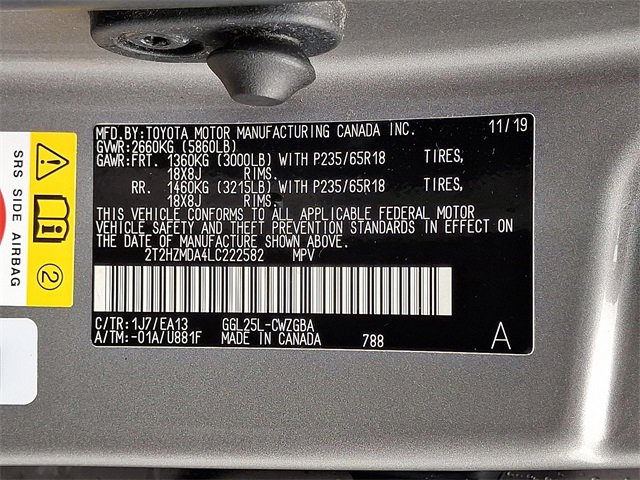 MFD.BY:TOYOTA MOTOR MANUFACTURING CANADA INC. 11/19
GVWR:2660KG (5860LB)
GAWR:FRT. 1360KG (3000LB) WITH P235/65R18 TIRES,
18X8J RIMS.
RR. 1460KG (3215LB) WITH P235/65R18 TIRES,
18X8J RIMS.
THIS VEHICLE CONFORMS TO ALL APPLICABLE FEDERAL MOTOR
VEHICLE SAFETY AND THEFT PREVENTION STANDARDS IN EFFECT ON
THE DATE OF MANUFACTURE SHOWN ABOVE.
2T2HZMDA4LC222582 MPV
C/TR:1J7/EA13 GGL25L-CWZGBA
A/TM:-01A/U881F MADE IN CANADA 788 A
SRS SIDE AIRBAG
2